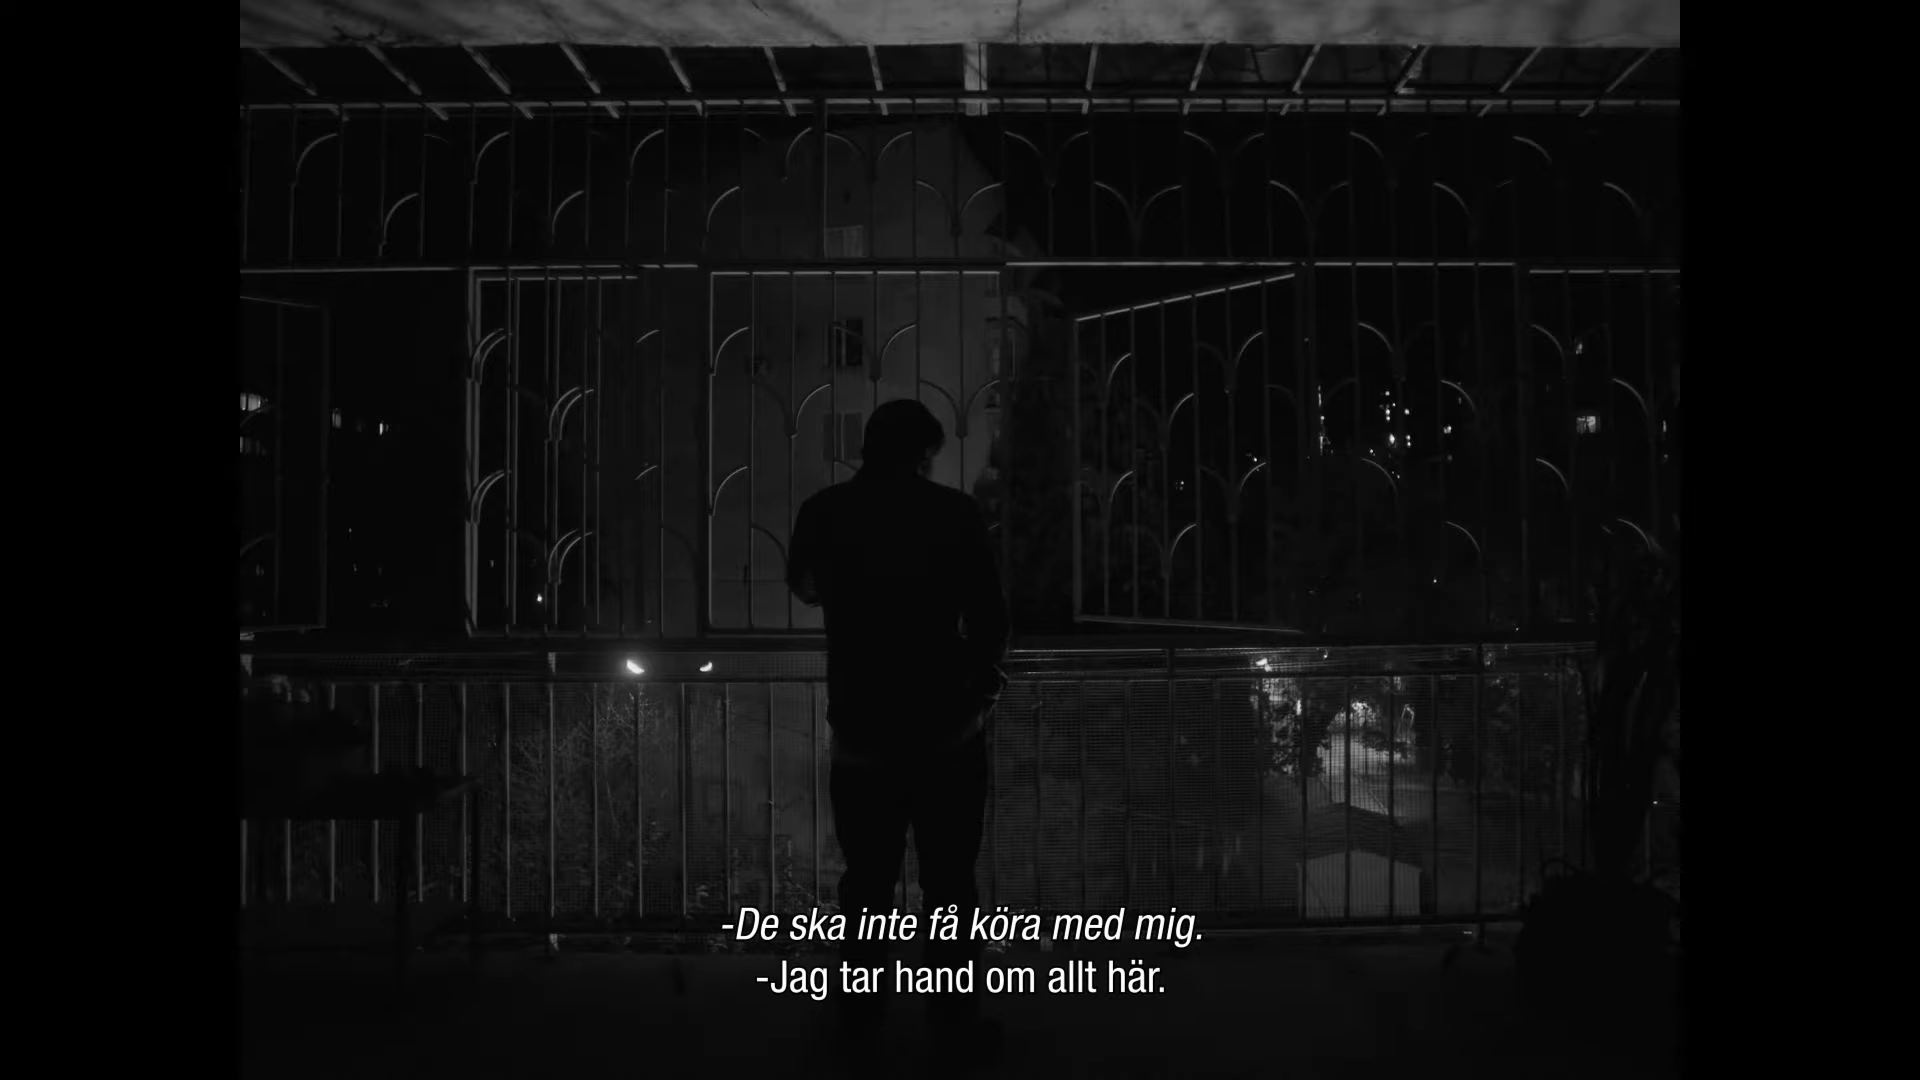 -De ska inte få köra med mig.
-Jag tar hand om allt här.